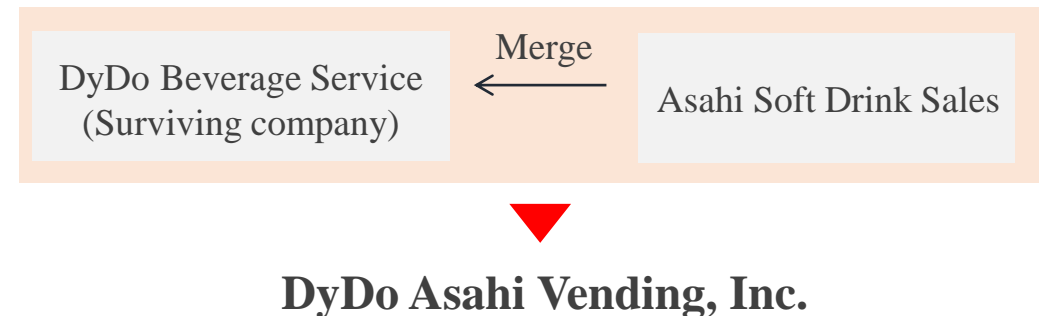 Merge
DyDo Beverage Service
(Surviving company)
Asahi Soft Drink Sales
DyDo Asahi Vending, Inc.